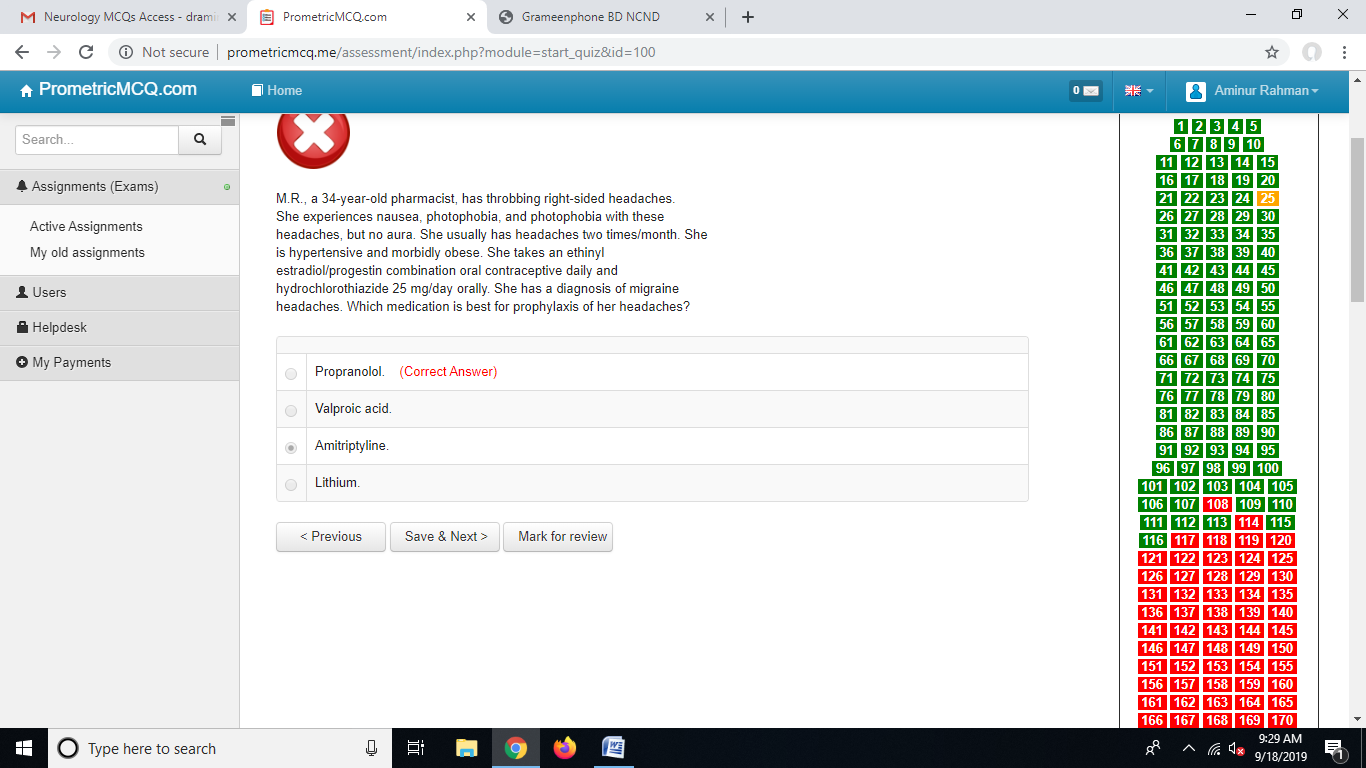 Neurology MCQs Access - drami
PrometricMCQ.com
Grameenphone BD NCND
Not secure | prometricmcq.me/assessment/index.php?module=start_quiz&id=100
PrometricMCQ.com
Home
0
Aminur Rahman
Search...
Assignments (Exams)
Active Assignments
My old assignments
Users
Helpdesk
My Payments
M.R., a 34-year-old pharmacist, has throbbing right-sided headaches.
She experiences nausea, photophobia, and photophobia with these
headaches, but no aura. She usually has headaches two times/month. She
is hypertensive and morbidly obese. She takes an ethinyl
estradiol/progestin combination oral contraceptive daily and
hydrochlorothiazide 25 mg/day orally. She has a diagnosis of migraine
headaches. Which medication is best for prophylaxis of her headaches?
Propranolol. (Correct Answer)
Valproic acid.
Amitriptyline.
Lithium.
< Previous
Save & Next >
Mark for review
1 2 3 4 5
6 7 8 9 10
11 12 13 14 15
16 17 18 19 20
21 22 23 24 25
26 27 28 29 30
31 32 33 34 35
36 37 38 39 40
41 42 43 44 45
46 47 48 49 50
51 52 53 54 55
56 57 58 59 60
61 62 63 64 65
66 67 68 69 70
71 72 73 74 75
76 77 78 79 80
81 82 83 84 85
86 87 88 89 90
91 92 93 94 95
96 97 98 99 100
101 102 103 104 105
106 107 108 109 110
111 112 113 114 115
116 117 118 119 120
121 122 123 124 125
126 127 128 129 130
131 132 133 134 135
136 137 138 139 140
141 142 143 144 145
146 147 148 149 150
151 152 153 154 155
156 157 158 159 160
161 162 163 164 165
166 167 168 169 170
Type here to search
9:29 AM
9/18/2019
1